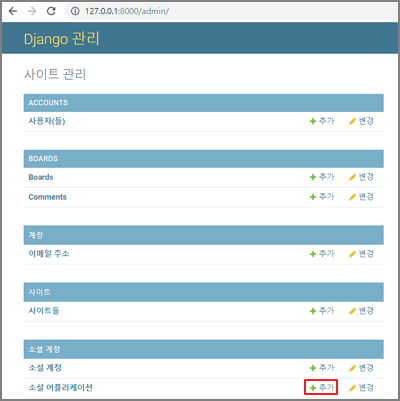 127.0.0.1:8000/admin/
Django 관리
사이트 관리
ACCOUNTS
사용자(들) 추가 변경
BOARDS
Boards 추가 변경
Comments 추가 변경
계정
이메일 주소 추가 변경
사이트
사이트들 추가 변경
소셜 계정
소셜 계정 추가 변경
소셜 어플리케이션 추가 변경